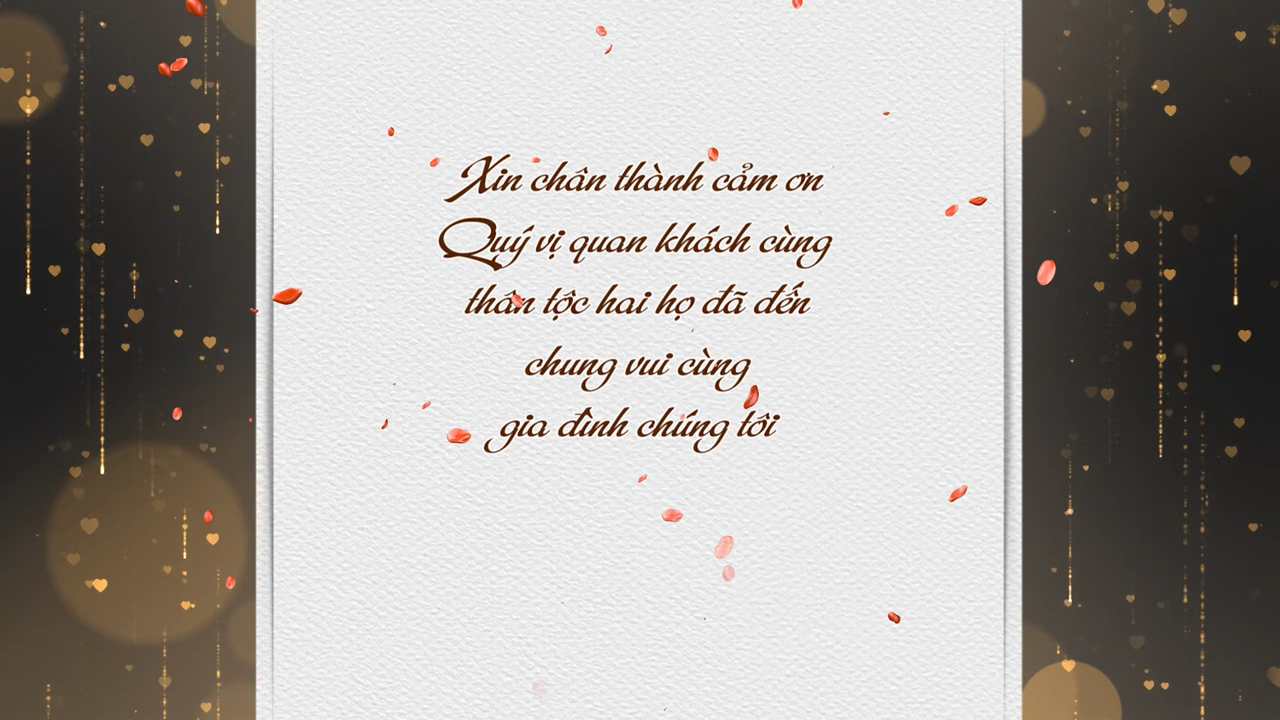 Xin chân thành cảm ơn
Quý vị quan khách cùng
thân tộc hai họ đã đến
chung vui cùng
gia đình chúng tôi